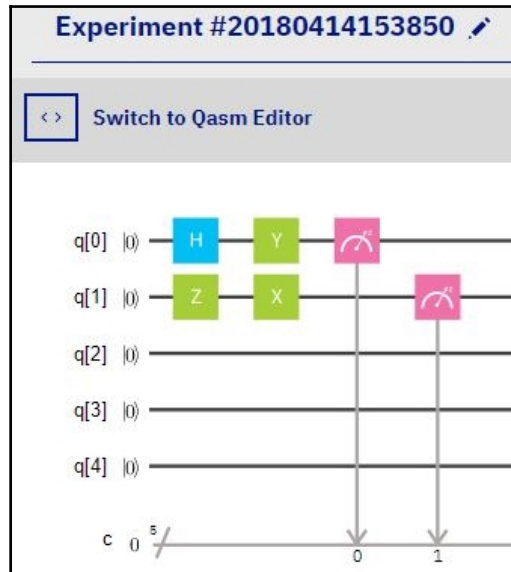 Experiment #20180414153850
<> Switch to Qasm Editor
q[0] |0⟩ H Y
q[1] |0⟩ Z X
q[2] |0⟩
q[3] |0⟩
q[4] |0⟩
c 0 5
0 1